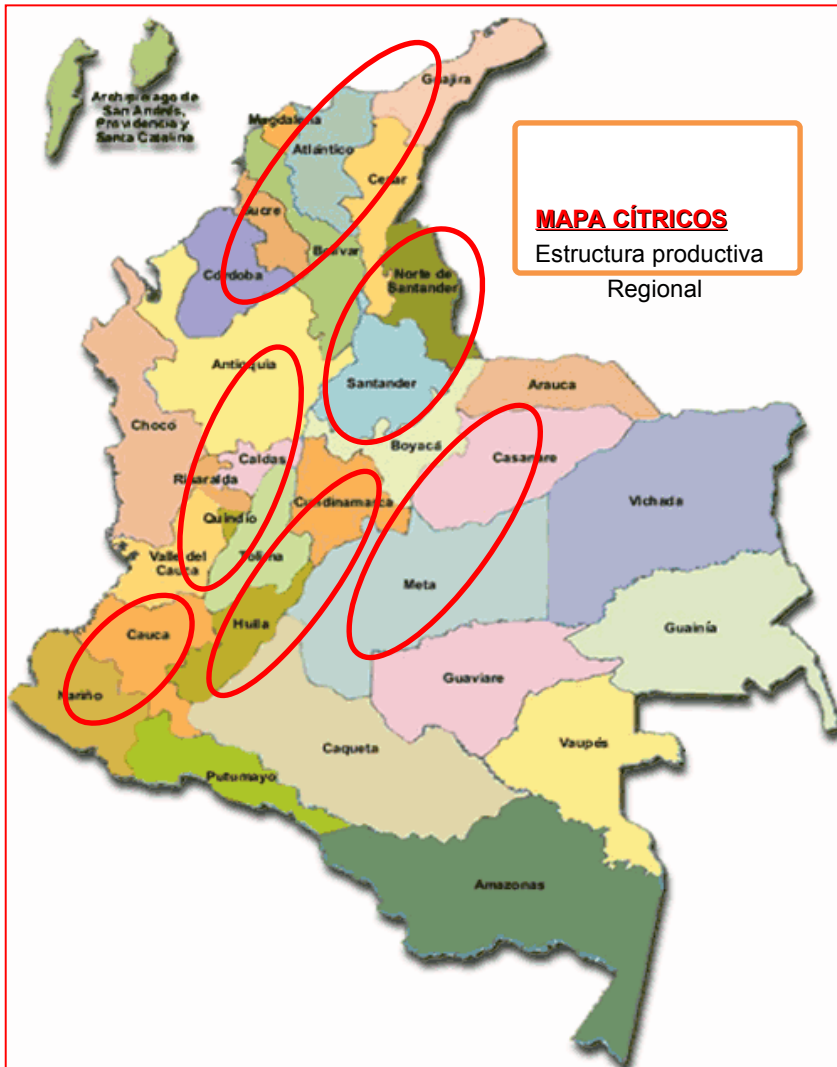 Archipielago de
San Andrés,
Providencia y
Santa Catalina
Guajira
Magdalena
Atlántico
Cesar
MAPA CÍTRICOS
Estructura productiva
Regional
Sucre
Bolívar
Córdoba
Norte de
Santander
Antioquia
Santander
Arauca
Chocó
Boyacá
Caldas
Casanare
Risaralda
Cundinamarca
Vichada
Quindío
Tolima
Valle del
Cauca
Meta
Cauca
Huila
Guainía
Nariño
Guaviare
Vaupés
Caqueta
Putumayo
Amazonas